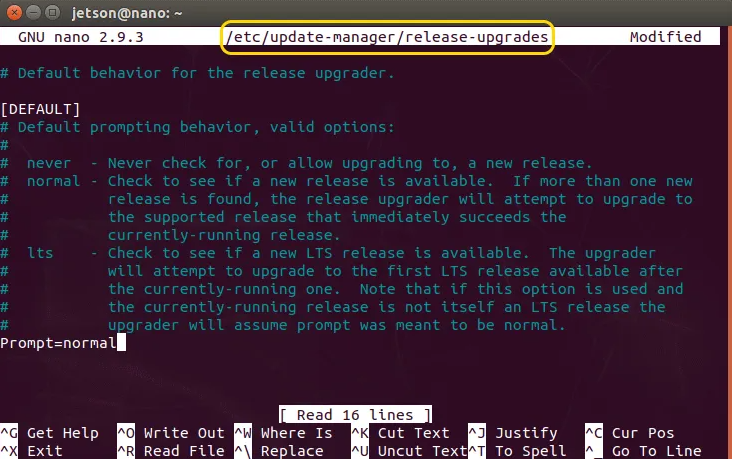 jetson@nano: ~
GNU nano 2.9.3 /etc/update-manager/release-upgrades Modified
# Default behavior for the release upgrader.
[DEFAULT]
# Default prompting behavior, valid options:
#
#  never  - Never check for, or allow upgrading to, a new release.
#  normal - Check to see if a new release is available.  If more than one new
#           release is found, the release upgrader will attempt to upgrade to
#           the supported release that immediately succeeds the
#           currently-running release.
#  lts    - Check to see if a new LTS release is available.  The upgrader
#           will attempt to upgrade to the first LTS release available after
#           the currently-running one.  Note that if this option is used and
#           the currently-running release is not itself an LTS release the
#           upgrader will assume prompt was meant to be normal.
Prompt=normal
[ Read 16 lines ]
^G Get Help ^O Write Out ^W Where Is ^K Cut Text ^J Justify ^C Cur Pos
^X Exit ^R Read File ^\ Replace ^U Uncut Text ^T To Spell ^_ Go To Line